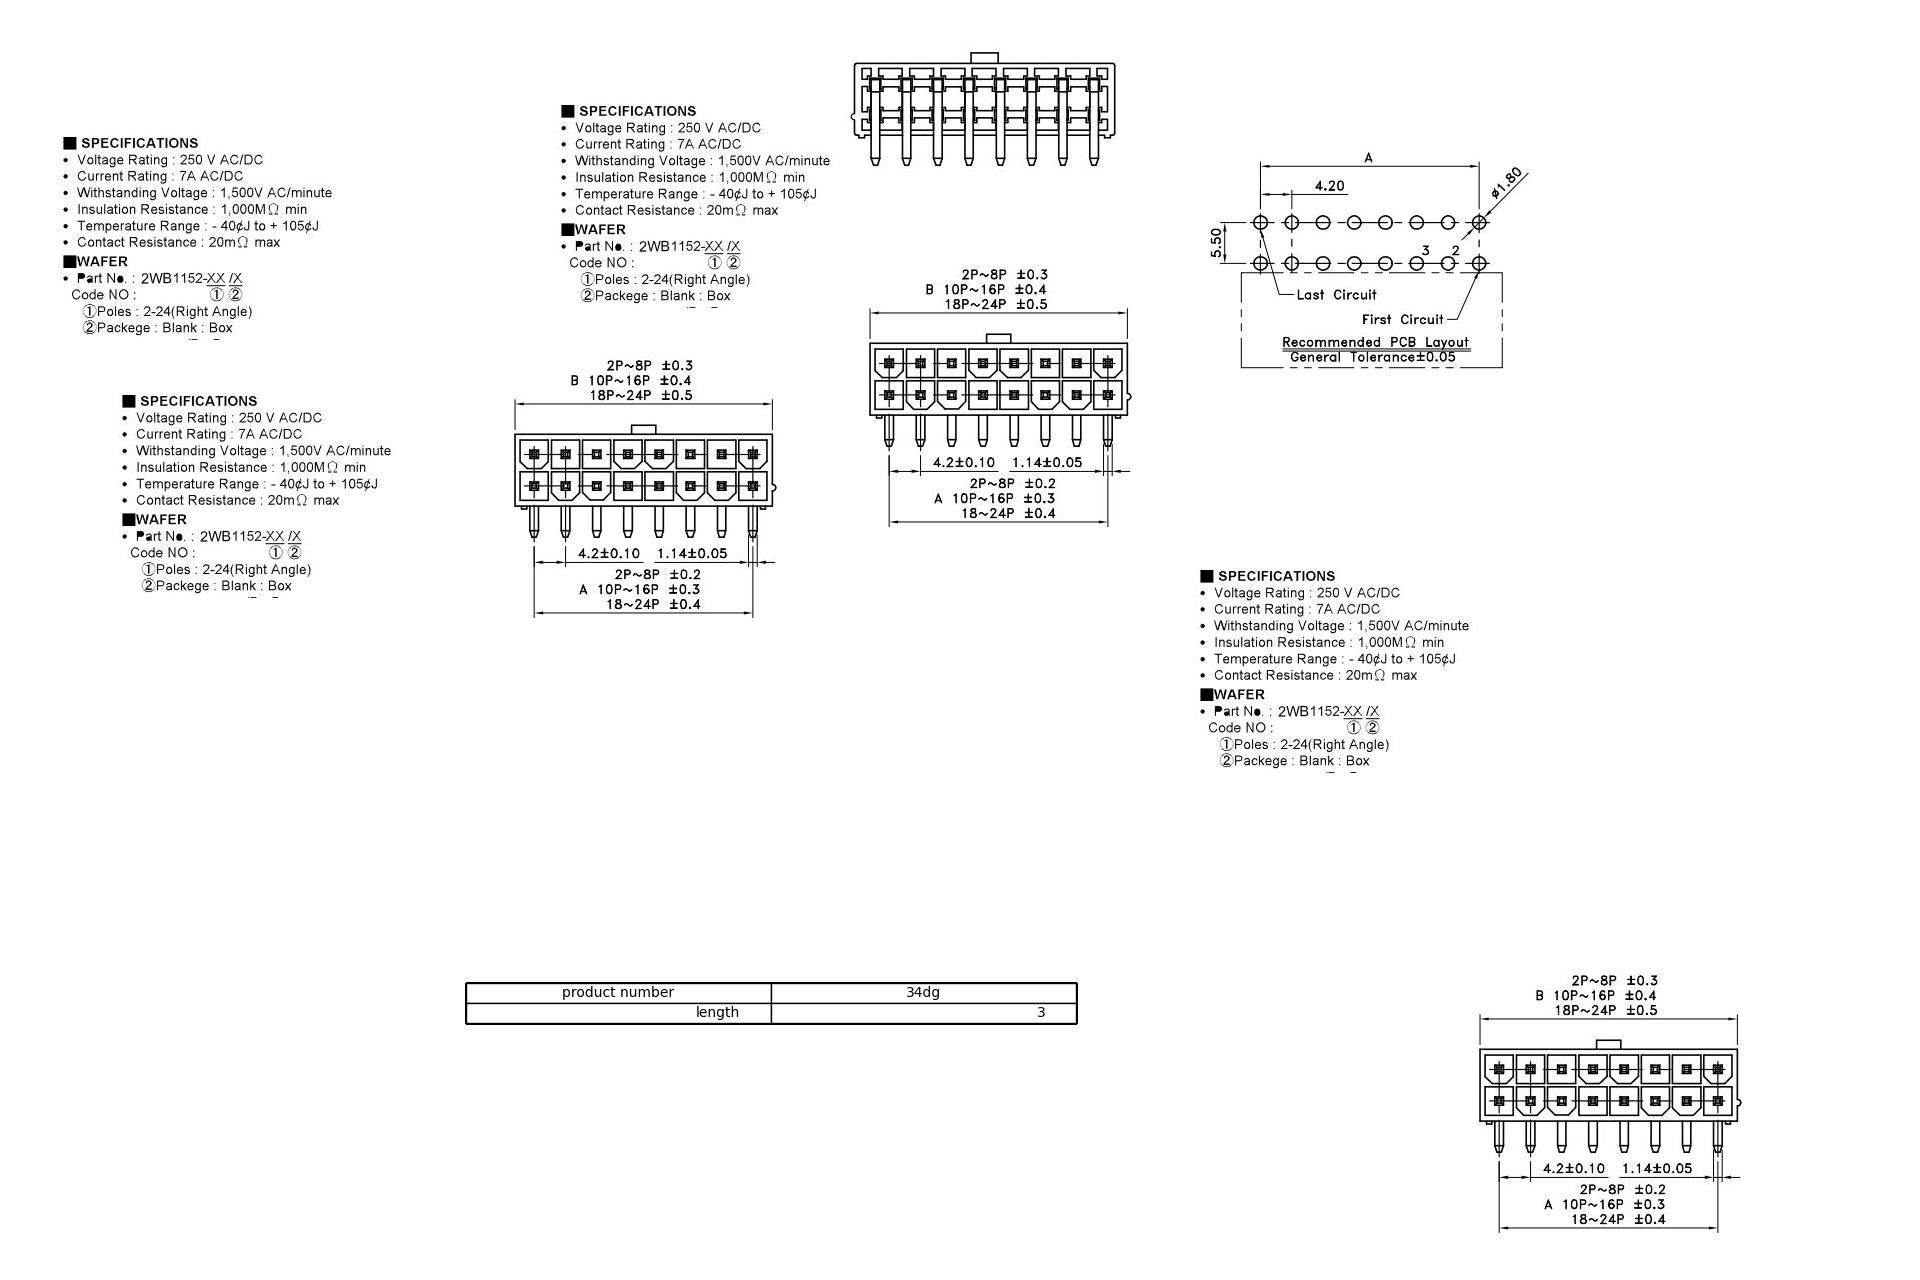 ■ SPECIFICATIONS
• Voltage Rating : 250 V AC/DC
• Current Rating : 7A AC/DC
• Withstanding Voltage : 1,500V AC/minute
• Insulation Resistance : 1,000MΩ min
• Temperature Range : - 40¢J to + 105¢J
• Contact Resistance : 20mΩ max
■WAFER
• Part No. : 2WB1152-XX /X
Code NO : ① ②
①Poles : 2-24(Right Angle)
②Packege : Blank : Box
■ SPECIFICATIONS
• Voltage Rating : 250 V AC/DC
• Current Rating : 7A AC/DC
• Withstanding Voltage : 1,500V AC/minute
• Insulation Resistance : 1,000MΩ min
• Temperature Range : - 40¢J to + 105¢J
• Contact Resistance : 20mΩ max
■WAFER
• Part No. : 2WB1152-XX /X
Code NO : ① ②
①Poles : 2-24(Right Angle)
②Packege : Blank : Box
A
4.20
ø1.80
5.50
3 2
Last Circuit
First Circuit
Recommended PCB Layout
General Tolerance±0.05
2P~8P ±0.3
B 10P~16P ±0.4
18P~24P ±0.5
4.2±0.10 1.14±0.05
2P~8P ±0.2
A 10P~16P ±0.3
18~24P ±0.4
■ SPECIFICATIONS
• Voltage Rating : 250 V AC/DC
• Current Rating : 7A AC/DC
• Withstanding Voltage : 1,500V AC/minute
• Insulation Resistance : 1,000MΩ min
• Temperature Range : - 40¢J to + 105¢J
• Contact Resistance : 20mΩ max
■WAFER
• Part No. : 2WB1152-XX /X
Code NO : ① ②
①Poles : 2-24(Right Angle)
②Packege : Blank : Box
2P~8P ±0.3
B 10P~16P ±0.4
18P~24P ±0.5
4.2±0.10 1.14±0.05
2P~8P ±0.2
A 10P~16P ±0.3
18~24P ±0.4
■ SPECIFICATIONS
• Voltage Rating : 250 V AC/DC
• Current Rating : 7A AC/DC
• Withstanding Voltage : 1,500V AC/minute
• Insulation Resistance : 1,000MΩ min
• Temperature Range : - 40¢J to + 105¢J
• Contact Resistance : 20mΩ max
■WAFER
• Part No. : 2WB1152-XX /X
Code NO : ① ②
①Poles : 2-24(Right Angle)
②Packege : Blank : Box
product number 34dg
length 3
2P~8P ±0.3
B 10P~16P ±0.4
18P~24P ±0.5
4.2±0.10 1.14±0.05
2P~8P ±0.2
A 10P~16P ±0.3
18~24P ±0.4